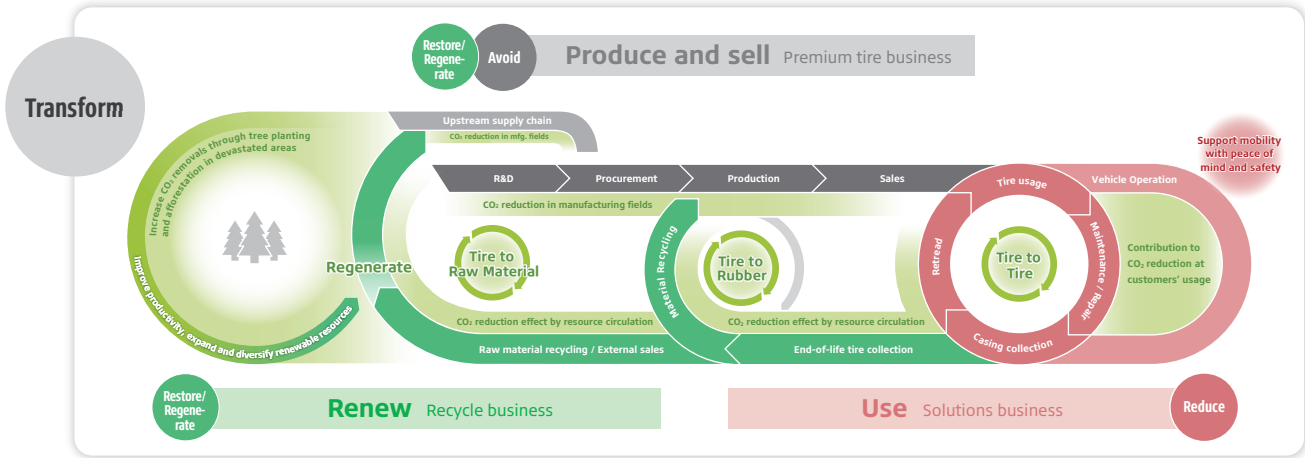 Transform
Restore/
Regene-
rate
Avoid
Produce and sell Premium tire business
Upstream supply chain
CO₂ reduction in mfg. fields
Increase CO₂ removals through tree planting
and afforestation in devastated areas
Improve productivity, expand and diversify renewable resources
Regenerate
R&D
Procurement
Production
Sales
CO₂ reduction in manufacturing fields
Tire to
Raw Material
Material Recycling
Tire to
Rubber
CO₂ reduction effect by resource circulation
CO₂ reduction effect by resource circulation
Raw material recycling / External sales
End-of-life tire collection
Tire usage
Retread
Tire to
Tire
Maintenance / Repair
Casing collection
Vehicle Operation
Support mobility
with peace of
mind and safety
Contribution to
CO₂ reduction at
customers' usage
Restore/
Regene-
rate
Renew Recycle business
Use Solutions business
Reduce